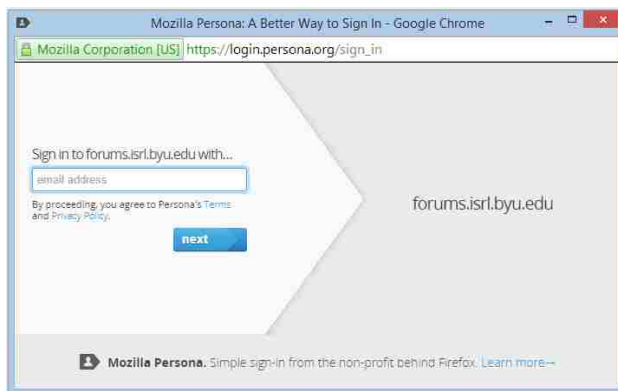 Mozilla Persona: A Better Way to Sign In - Google Chrome
Mozilla Corporation [US] https://login.persona.org/sign_in
Sign in to forums.isrl.byu.edu with...
email address
By proceeding, you agree to Persona's Terms
and Privacy Policy.
next
forums.isrl.byu.edu
Mozilla Persona. Simple sign-in from the non-profit behind Firefox. Learn more→